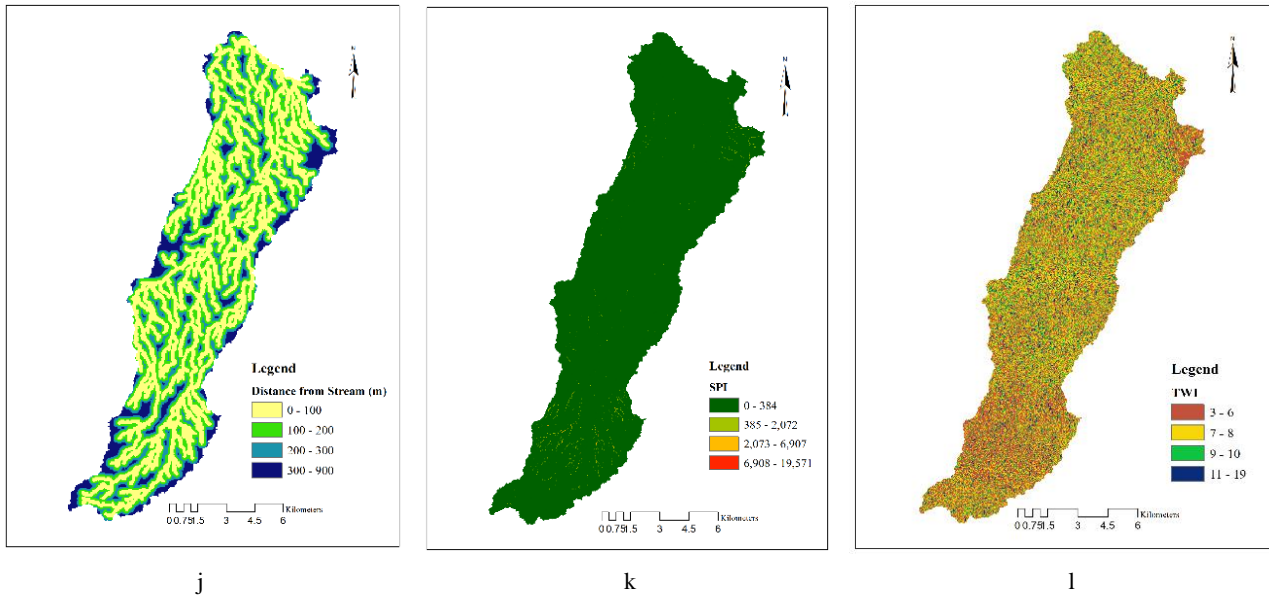 N
Legend
Distance from Stream (m)
0 - 100
100 - 200
200 - 300
300 - 900
0 0.75 1.5 3 4.5 6 Kilometers
j
N
Legend
SPI
0 - 384
385 - 2,072
2,073 - 6,907
6,908 - 19,571
0 0.75 1.5 3 4.5 6 Kilometers
k
N
Legend
TWI
3 - 6
7 - 8
9 - 10
11 - 19
0 0.75 1.5 3 4.5 6 Kilometers
l